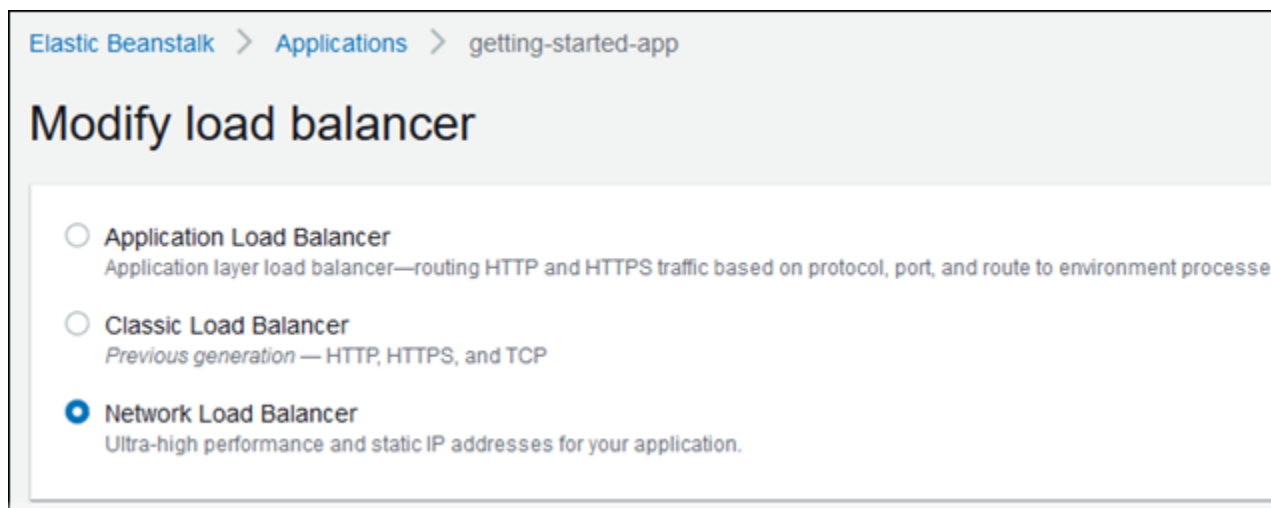 Elastic Beanstalk > Applications > getting-started-app
Modify load balancer
Application Load Balancer
Application layer load balancer—routing HTTP and HTTPS traffic based on protocol, port, and route to environment processe
Classic Load Balancer
Previous generation — HTTP, HTTPS, and TCP
Network Load Balancer
Ultra-high performance and static IP addresses for your application.